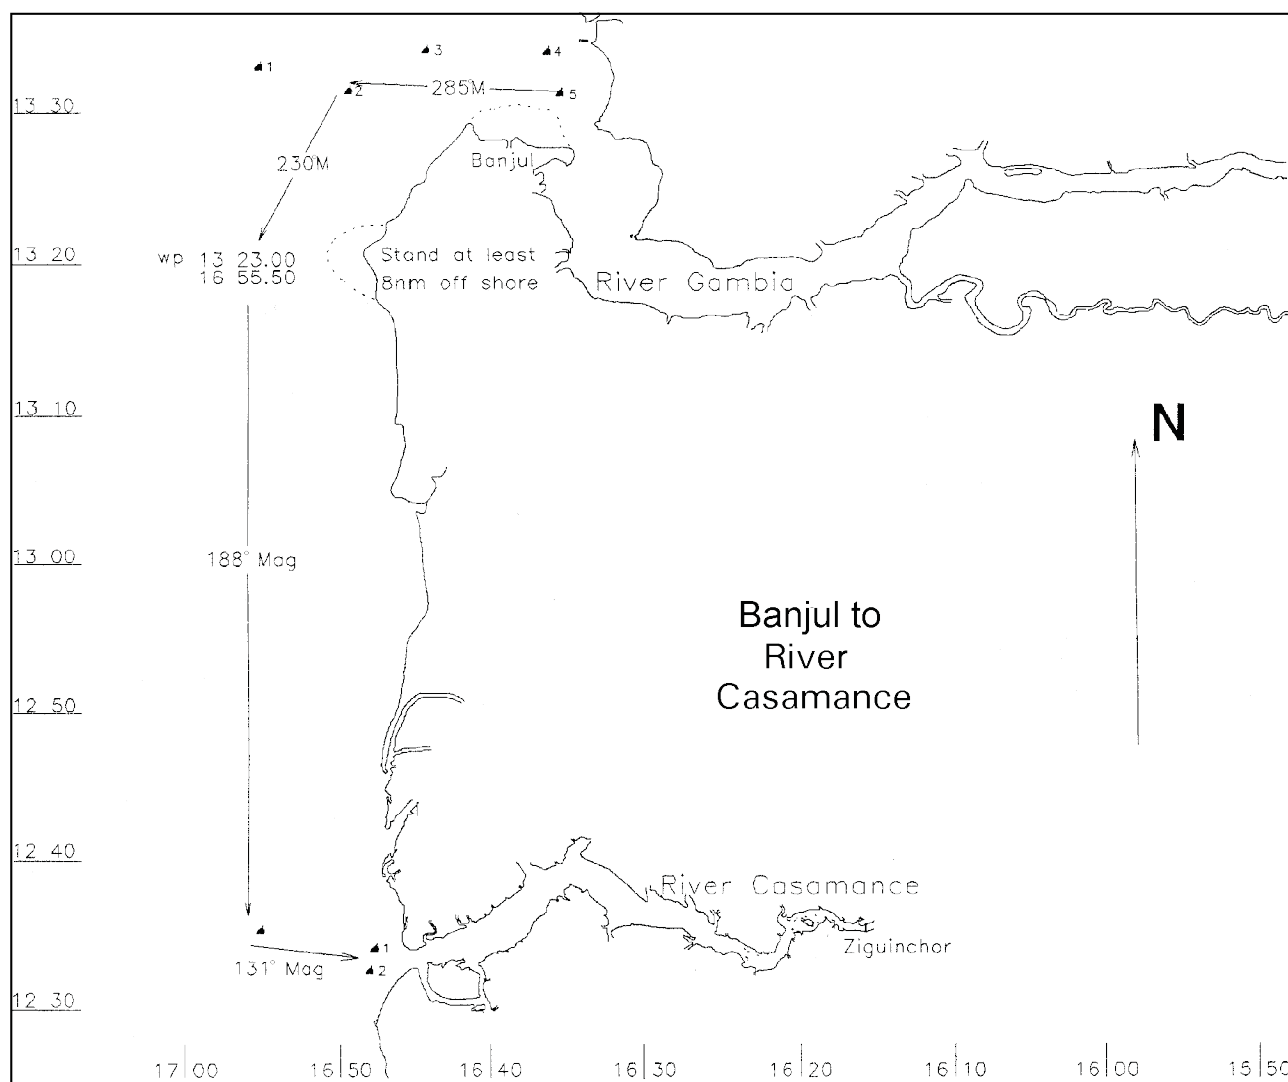 3
4
1
2
285°M
5
13 30
230°M
Banjul
wp 13 23.00
16 55.50
13 20
Stand at least
8nm off shore
River Gambia
13 10
N
13 00
188° Mag
Banjul to
River
Casamance
12 50
12 40
River Casamance
Ziguinchor
1
2
131° Mag
12 30
17 00
16 50
16 40
16 30
16 20
16 10
16 00
15 50